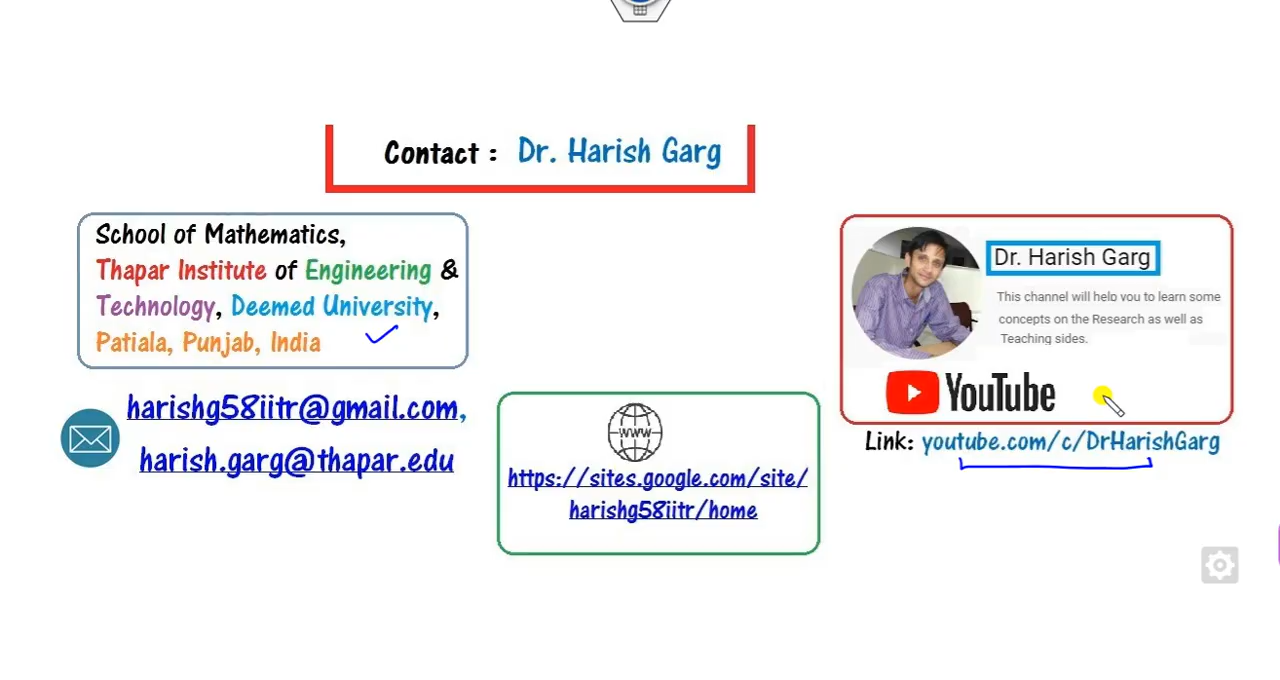 Contact : Dr. Harish Garg
School of Mathematics,
Thapar Institute of Engineering &
Technology, Deemed University,
Patiala, Punjab, India
harishg58iitr@gmail.com,
harish.garg@thapar.edu
WWW
https://sites.google.com/site/
harishg58iitr/home
Dr. Harish Garg
This channel will help you to learn some
concepts on the Research as well as
Teaching sides.
YouTube
Link: youtube.com/c/DrHarishGarg